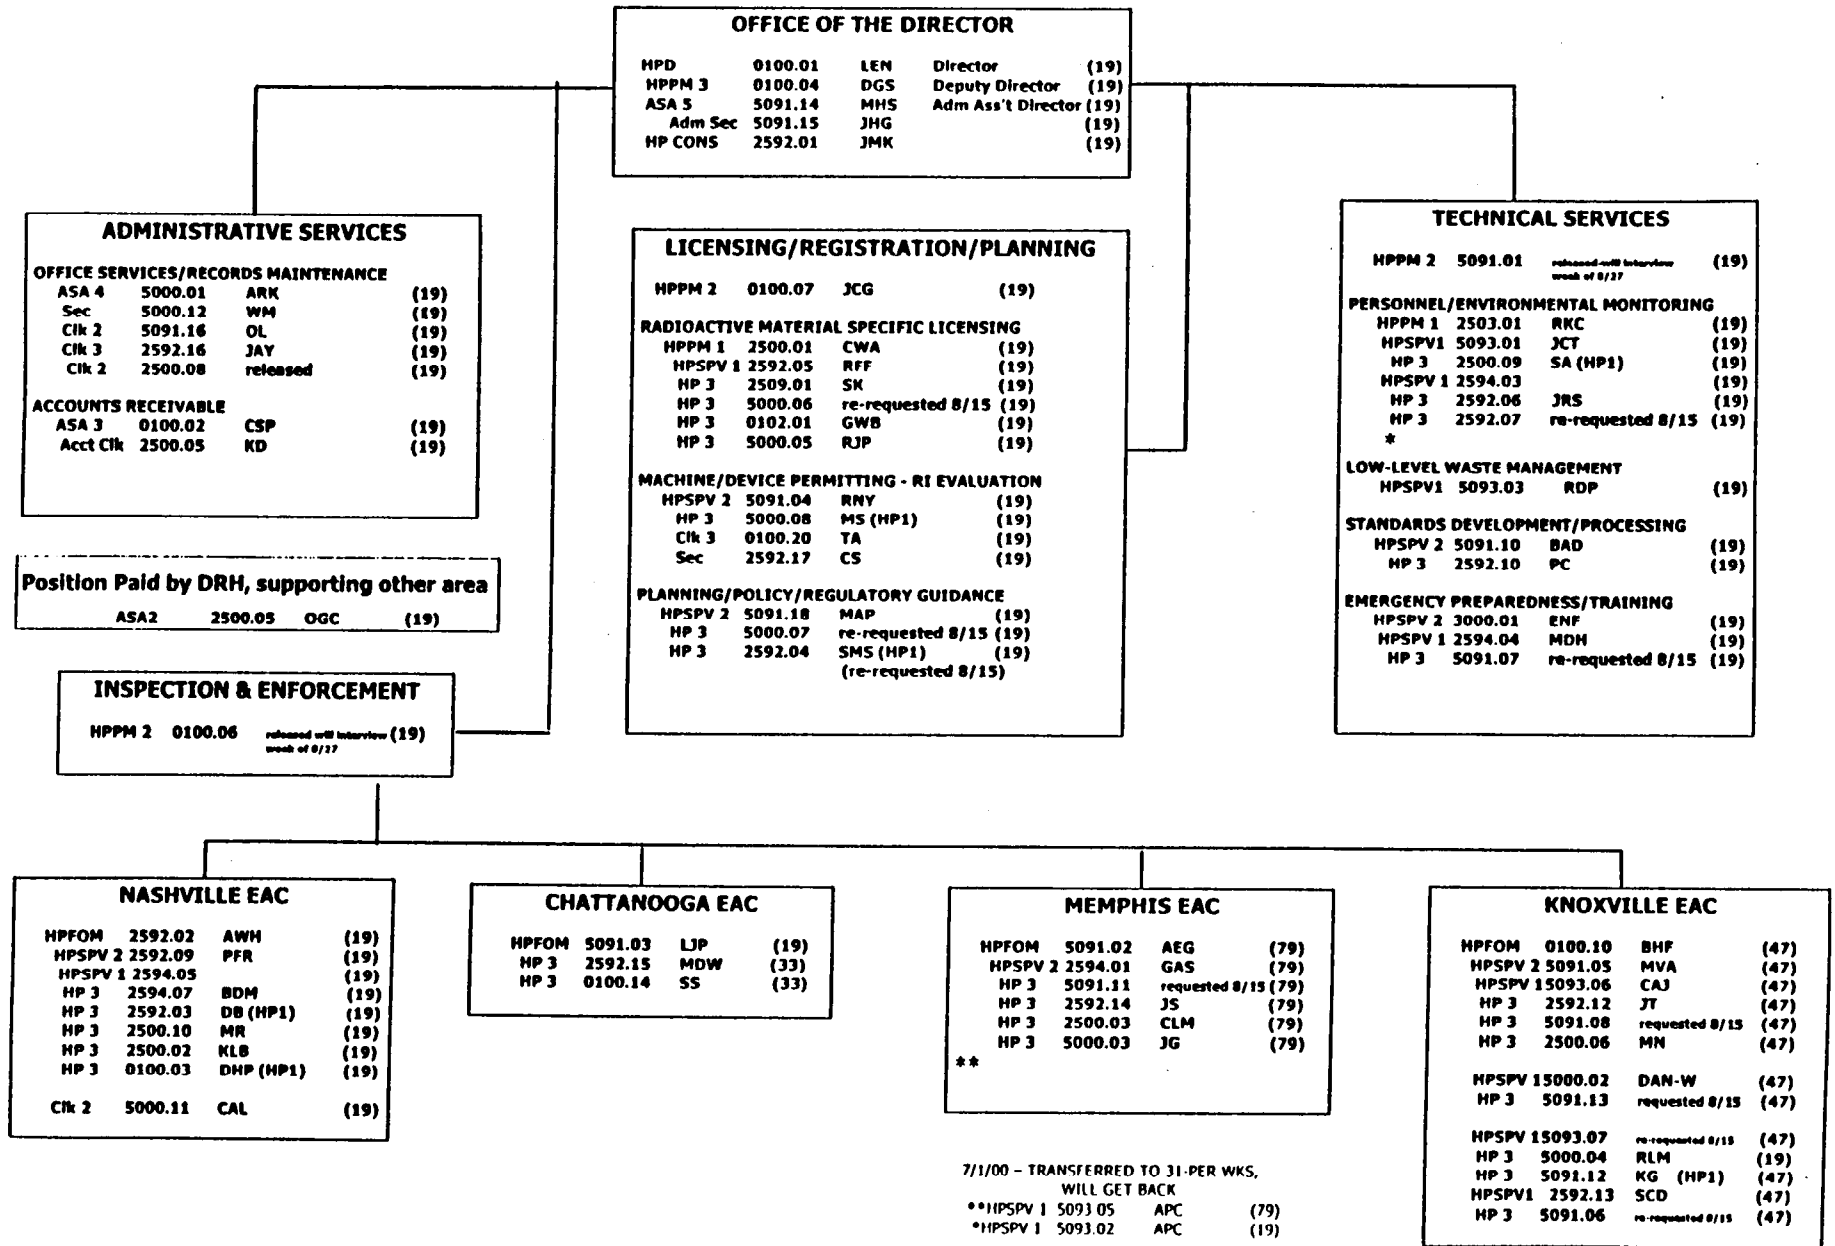 OFFICE OF THE DIRECTOR
HPD 0100.01 LEN Director (19)
HPPM 3 0100.04 DGS Deputy Director (19)
ASA 5 5091.14 MHS Adm Ass't Director (19)
Adm Sec 5091.15 JHG (19)
HP CONS 2592.01 JMK (19)
ADMINISTRATIVE SERVICES
OFFICE SERVICES/RECORDS MAINTENANCE
ASA 4 5000.01 ARK (19)
Sec 5000.12 WM (19)
Clk 2 5091.16 OL (19)
Clk 3 2592.16 JAY (19)
Clk 2 2500.08 released (19)
ACCOUNTS RECEIVABLE
ASA 3 0100.02 CSP (19)
Acct Clk 2500.05 KD (19)
Position Paid by DRH, supporting other area
ASA2 2500.05 OGC (19)
LICENSING/REGISTRATION/PLANNING
HPPM 2 0100.07 JCG (19)
RADIOACTIVE MATERIAL SPECIFIC LICENSING
HPPM 1 2500.01 CWA (19)
HPSPV 1 2592.05 RFF (19)
HP 3 2509.01 SK (19)
HP 3 5000.06 re-requested 8/15 (19)
HP 3 0102.01 GWB (19)
HP 3 5000.05 RJP (19)
MACHINE/DEVICE PERMITTING - RI EVALUATION
HPSPV 2 5091.04 RNY (19)
HP 3 5000.08 MS (HP1) (19)
Clk 3 0100.20 TA (19)
Sec 2592.17 CS (19)
PLANNING/POLICY/REGULATORY GUIDANCE
HPSPV 2 5091.18 MAP (19)
HP 3 5000.07 re-requested 8/15 (19)
HP 3 2592.04 SMS (HP1) (19)
(re-requested 8/15)
TECHNICAL SERVICES
HPPM 2 5091.01 released-will interview (19)
week of 8/27
PERSONNEL/ENVIRONMENTAL MONITORING
HPPM 1 2503.01 RKC (19)
HPSPV1 5093.01 JCT (19)
HP 3 2500.09 SA (HP1) (19)
HPSPV 1 2594.03 (19)
HP 3 2592.06 JRS (19)
HP 3 2592.07 re-requested 8/15 (19)
*
LOW-LEVEL WASTE MANAGEMENT
HPSPV1 5093.03 RDP (19)
STANDARDS DEVELOPMENT/PROCESSING
HPSPV 2 5091.10 BAD (19)
HP 3 2592.10 PC (19)
EMERGENCY PREPAREDNESS/TRAINING
HPSPV 2 3000.01 ENF (19)
HPSPV 1 2594.04 MDH (19)
HP 3 5091.07 re-requested 8/15 (19)
INSPECTION & ENFORCEMENT
HPPM 2 0100.06 released will interview (19)
week of 8/27
NASHVILLE EAC
HPFOM 2592.02 AWH (19)
HPSPV 2 2592.09 PFR (19)
HPSPV 1 2594.05 (19)
HP 3 2594.07 BDM (19)
HP 3 2592.03 DB (HP1) (19)
HP 3 2500.10 MR (19)
HP 3 2500.02 KLB (19)
HP 3 0100.03 DHP (HP1) (19)
Clk 2 5000.11 CAL (19)
CHATTANOOGA EAC
HPFOM 5091.03 LJP (19)
HP 3 2592.15 MDW (33)
HP 3 0100.14 SS (33)
MEMPHIS EAC
HPFOM 5091.02 AEG (79)
HPSPV 2 2594.01 GAS (79)
HP 3 5091.11 requested 8/15 (79)
HP 3 2592.14 JS (79)
HP 3 2500.03 CLM (79)
HP 3 5000.03 JG (79)
**
KNOXVILLE EAC
HPFOM 0100.10 BHF (47)
HPSPV 2 5091.05 MVA (47)
HPSPV 15093.06 CAJ (47)
HP 3 2592.12 JT (47)
HP 3 5091.08 requested 8/15 (47)
HP 3 2500.06 MN (47)
HPSPV 15000.02 DAN-W (47)
HP 3 5091.13 requested 8/15 (47)
HPSPV 15093.07 re-requested 8/15 (47)
HP 3 5000.04 RLM (19)
HP 3 5091.12 KG (HP1) (47)
HPSPV1 2592.13 SCD (47)
HP 3 5091.06 re-requested 8/15 (47)
7/1/00 – TRANSFERRED TO 31-PER WKS,
WILL GET BACK
**HPSPV 1 5093 05 APC (79)
*HPSPV 1 5093.02 APC (19)